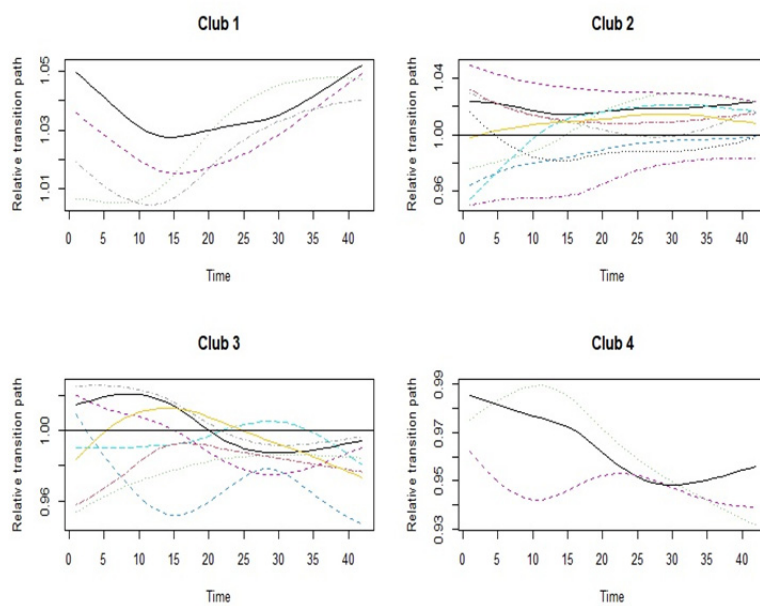 Club 1
Relative transition path
1.05
1.03
1.01
0 5 10 15 20 25 30 35 40
Time
Club 2
Relative transition path
1.04
1.00
0.96
0 5 10 15 20 25 30 35 40
Time
Club 3
Relative transition path
1.00
0.96
0 5 10 15 20 25 30 35 40
Time
Club 4
Relative transition path
0.99
0.97
0.95
0.93
0 5 10 15 20 25 30 35 40
Time